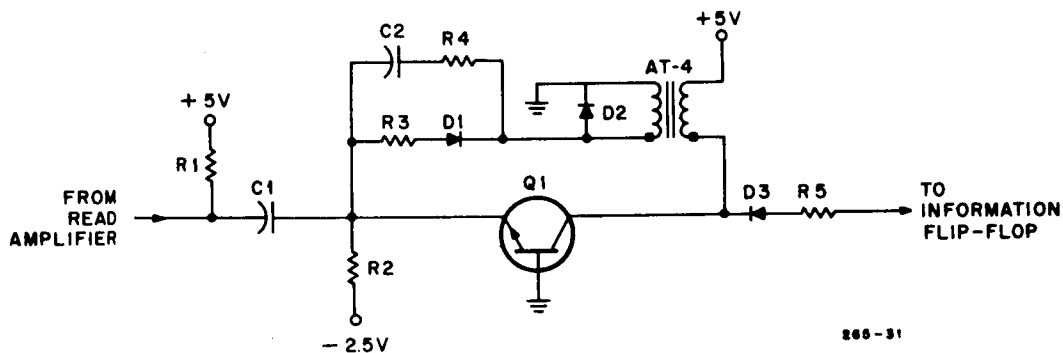 C2
R4
+5V
AT-4
+5V
R3
D1
D2
R1
C1
Q1
D3
R5
FROM
READ
AMPLIFIER
TO
INFORMATION
FLIP-FLOP
R2
- 2.5V
265-31